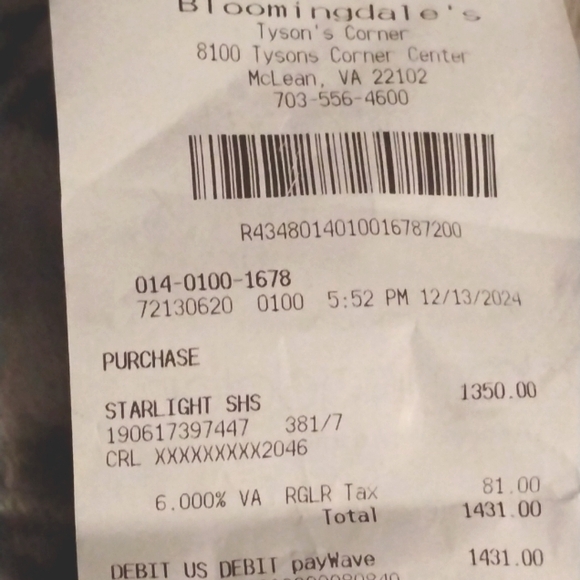 Bloomingdale's
Tyson's Corner
8100 Tysons Corner Center
McLean, VA 22102
703-556-4600
R4348014010016787200
014-0100-1678
72130620 0100 5:52 PM 12/13/2024
PURCHASE
STARLIGHT SHS 1350.00
190617397447 381/7
CRL XXXXXXXXX2046
6.000% VA RGLR Tax 81.00
Total 1431.00
DEBIT US DEBIT payWave 1431.00